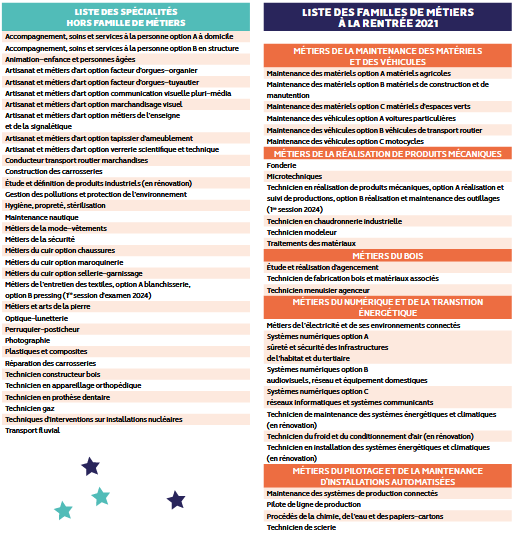 LISTE DES SPÉCIALITÉS
HORS FAMILLE DE MÉTIERS
Accompagnement, soins et services à la personne option A à domicile
Accompagnement, soins et services à la personne option B en structure
Animation-enfance et personnes âgées
Artisanat et métiers d'art option facteur d'orgues-organier
Artisanat et métiers d'art option facteur d'orgues-tuyautier
Artisanat et métiers d'art option communication visuelle pluri-média
Artisanat et métiers d'art option marchandisage visuel
Artisanat et métiers d'art option métiers de l'enseigne
et de la signalétique
Artisanat et métiers d'art option tapissier d'ameublement
Artisanat et métiers d'art option verrerie scientifique et technique
Conducteur transport routier marchandises
Construction des carrosseries
Étude et définition de produits industriels (en rénovation)
Gestion des pollutions et protection de l'environnement
Hygiène, propreté, stérilisation
Maintenance nautique
Métiers de la mode-vêtements
Métiers de la sécurité
Métiers du cuir option chaussures
Métiers du cuir option maroquinerie
Métiers du cuir option sellerie-garnissage
Métiers de l'entretien des textiles, option A blanchisserie,
option B pressing (1re session d'examen 2024)
Métiers et arts de la pierre
Optique-lunetterie
Perruquier-posticheur
Photographie
Plastiques et composites
Réparation des carrosseries
Technicien constructeur bois
Technicien en appareillage orthopédique
Technicien en prothèse dentaire
Technicien gaz
Techniques d'interventions sur installations nucléaires
Transport fluvial
LISTE DES FAMILLES DE MÉTIERS
À LA RENTRÉE 2021
MÉTIERS DE LA MAINTENANCE DES MATÉRIELS
ET DES VÉHICULES
Maintenance des matériels option A matériels agricoles
Maintenance des matériels option B matériels de construction et de
manutention
Maintenance des matériels option C matériels d'espaces verts
Maintenance des véhicules option A voitures particulières
Maintenance des véhicules option B véhicules de transport routier
Maintenance des véhicules option C motocycles
MÉTIERS DE LA RÉALISATION DE PRODUITS MÉCANIQUES
Fonderie
Microtechniques
Technicien en réalisation de produits mécaniques, option A réalisation et
suivi de productions, option B réalisation et maintenance des outillages
(1re session 2024)
Technicien en chaudronnerie industrielle
Technicien modeleur
Traitements des matériaux
MÉTIERS DU BOIS
Étude et réalisation d'agencement
Technicien de fabrication bois et matériaux associés
Technicien menuisier agenceur
MÉTIERS DU NUMÉRIQUE ET DE LA TRANSITION
ÉNERGÉTIQUE
Métiers de l'électricité et de ses environnements connectés
Systèmes numériques option A
sûreté et sécurité des infrastructures
de l'habitat et du tertiaire
Systèmes numériques option B
audiovisuels, réseau et équipement domestiques
Systèmes numériques option C
réseaux informatiques et systèmes communicants
Technicien de maintenance des systèmes énergétiques et climatiques
(en rénovation)
Technicien du froid et du conditionnement d'air (en rénovation)
Technicien en installation des systèmes énergétiques et climatiques
(en rénovation)
MÉTIERS DU PILOTAGE ET DE LA MAINTENANCE
D'INSTALLATIONS AUTOMATISÉES
Maintenance des systèmes de production connectés
Pilote de ligne de production
Procédés de la chimie, de l'eau et des papiers-cartons
Technicien de scierie